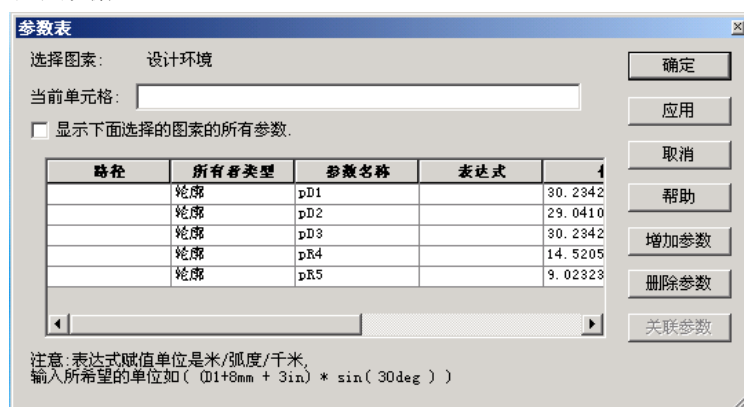 参数表
选择图素: 设计环境
确定
当前单元格:
应用
显示下面选择的图素的所有参数.
取消
路径 所有者类型 参数名称 表达式
轮廓 pD1 30.2342
帮助
轮廓 pD2 29.0410
轮廓 pD3 30.2342
增加参数
轮廓 pR4 14.5205
轮廓 pR5 9.02323
删除参数
关联参数
注意:表达式赋值单位是米/弧度/千米,
输入所希望的单位如( (D1+8mm + 3in) * sin( 30deg ) )